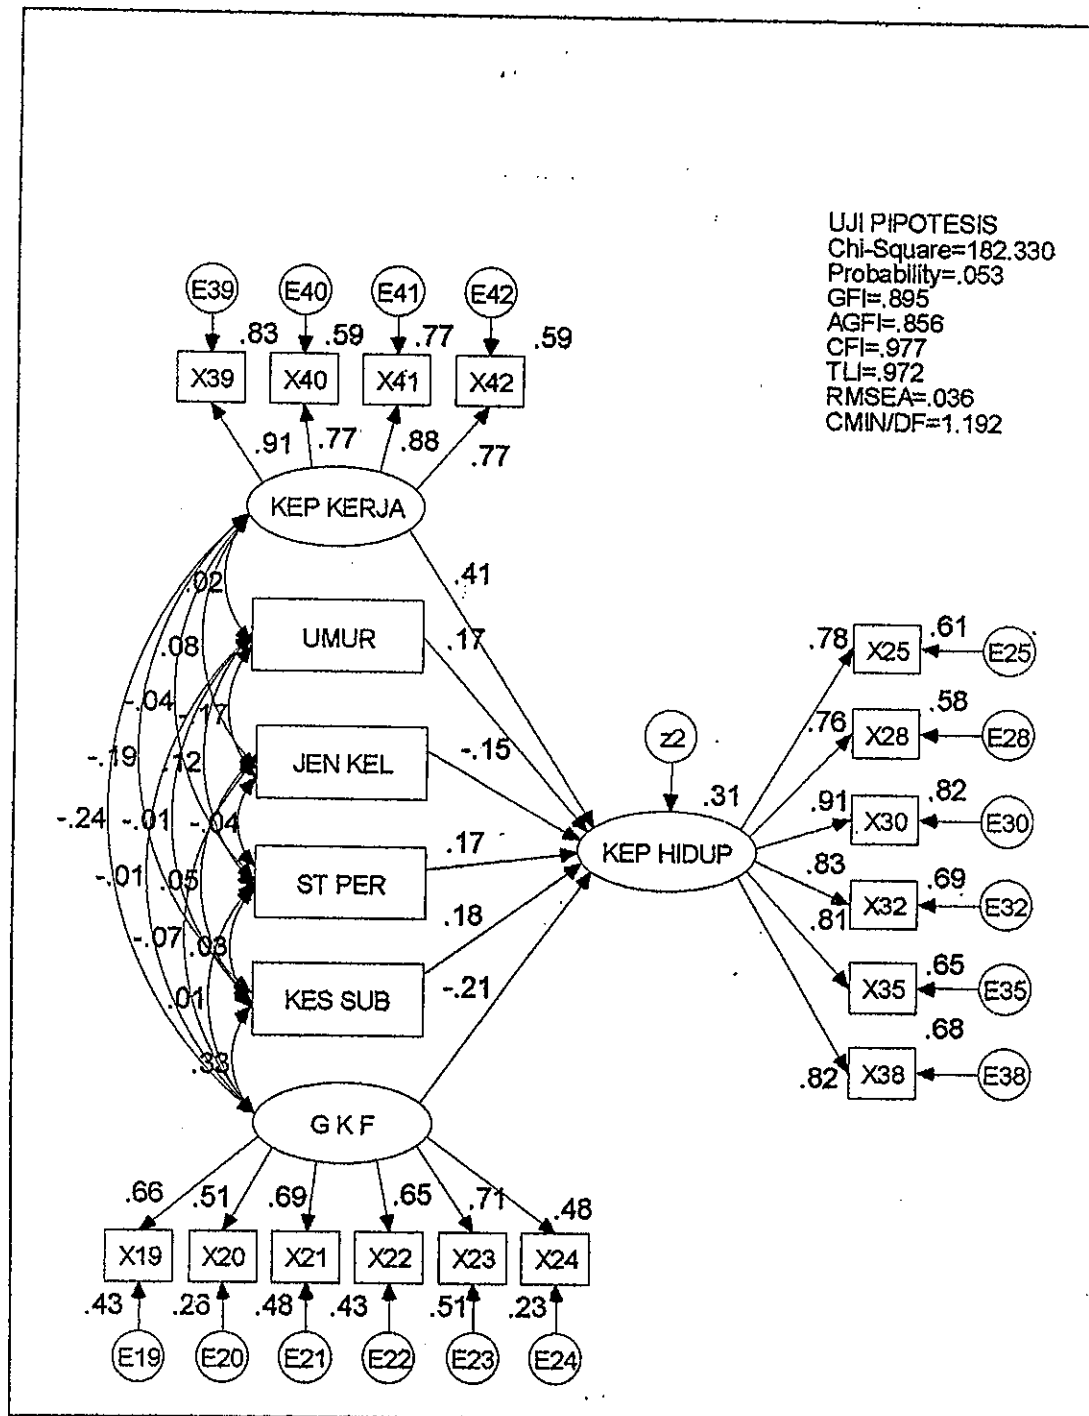 UJI PIPOTESIS
Chi-Square=182.330
Probability=.053
GFI=.895
AGFI=.856
CFI=.977
TLI=.972
RMSEA=.036
CMIN/DF=1.192
E39 E40 E41 E42
.83 .59 .77 .59
X39 X40 X41 X42
.91 .77 .88 .77
KEP KERJA
.02 .41
UMUR .17
.08
-.04 -.17
-.19 .12 JEN KEL -.15
-.24 -.01 -.04
-.01 .05 ST PER .17
-.07 .03 .18
.01 KES SUB -.21
.33
G K F
z2
.31
KEP HIDUP
.78 X25 .61 E25
.76 X28 .58 E28
.91 X30 .82 E30
.83 X32 .69 E32
.81 X35 .65 E35
.82 X38 .68 E38
.66 .51 .69 .65 .71 .48
X19 X20 X21 X22 X23 X24
.43 .26 .48 .43 .51 .23
E19 E20 E21 E22 E23 E24